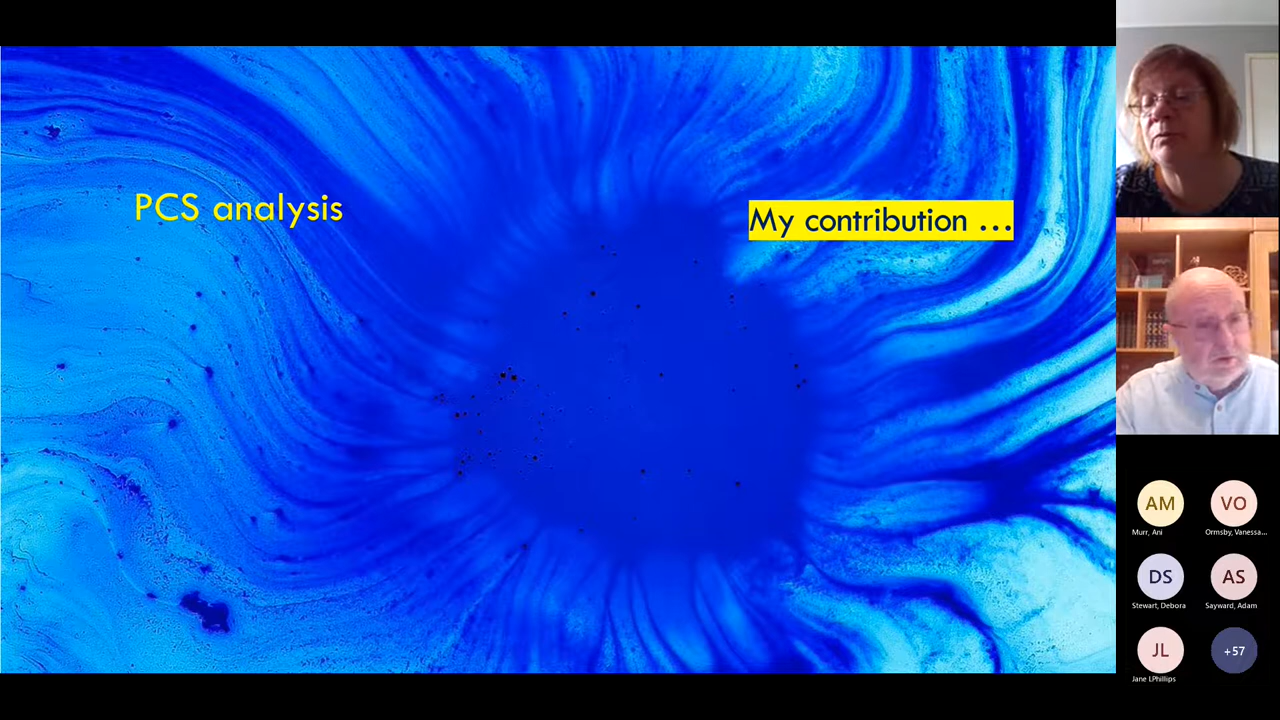 PCS analysis
My contribution …
AM
VO
Murr, Ani
Ormsby, Vanessa...
DS
AS
Stewart, Debora
Sayward, Adam
JL
+57
Jane LPhillips